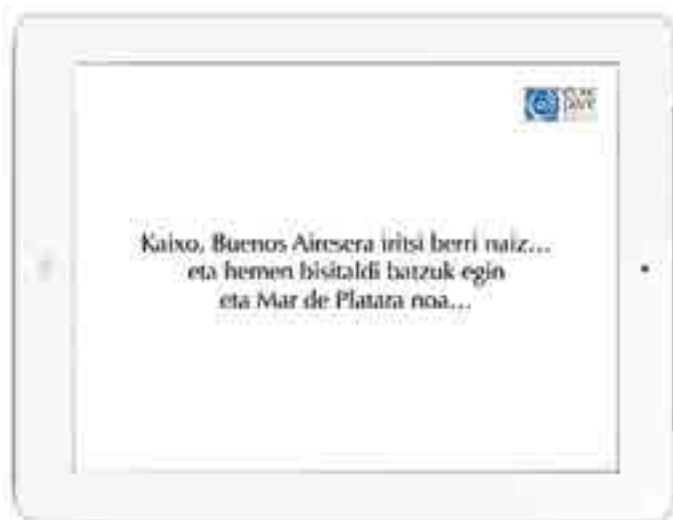 Kaixo, Buenos Airesera iritsi berri naiz...
eta hemen bisitaldi batzuk egin
eta Mar de Platara noa...